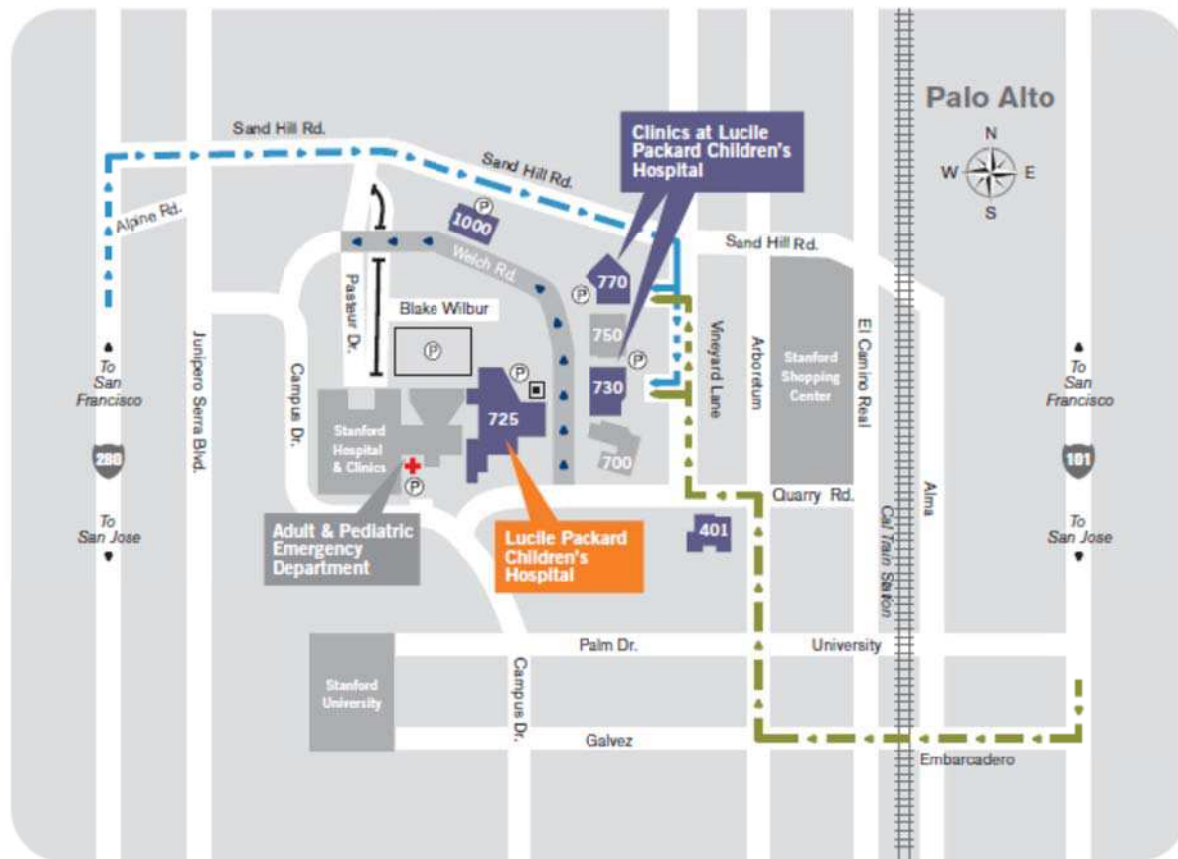 Palo Alto
N
W
E
S
Sand Hill Rd.
Sand Hill Rd.
Clinics at Lucile
Packard Children's
Hospital
Alpine Rd.
P
1000
Sand Hill Rd.
Welch Rd.
770
P
Pasteur Dr.
Blake Wilbur
P
750
P
730
P
725
700
Vineyard Lane
Arboretum
Stanford
Shopping
Center
El Camino Real
To
San
Francisco
280
To
San Jose
Junipero Serra Blvd.
Campus Dr.
Stanford
Hospital
& Clinics
P
Adult & Pediatric
Emergency
Department
Lucile Packard
Children's
Hospital
Quarry Rd.
401
Alma
Cal Train Station
To
San
Francisco
101
To
San Jose
Palm Dr.
University
Stanford
University
Campus Dr.
Galvez
Embarcadero